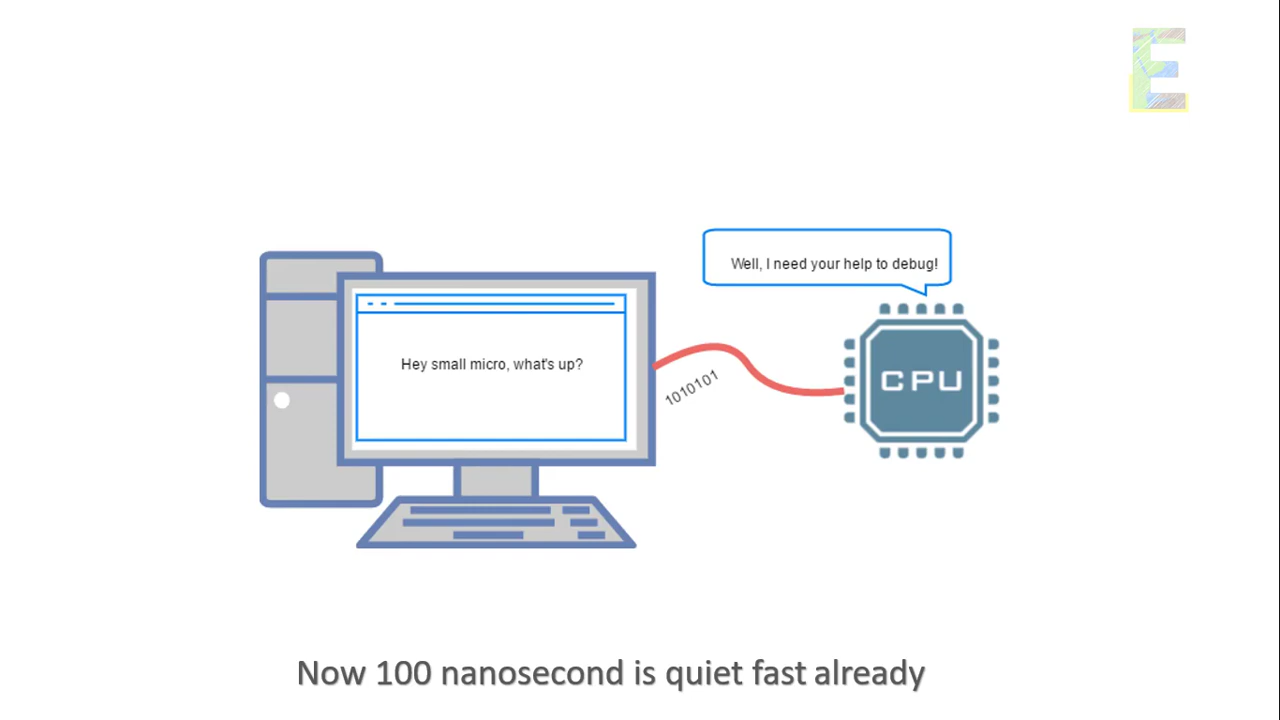 E
Well, I need your help to debug!
Hey small micro, what's up?
1010101
CPU
Now 100 nanosecond is quiet fast already